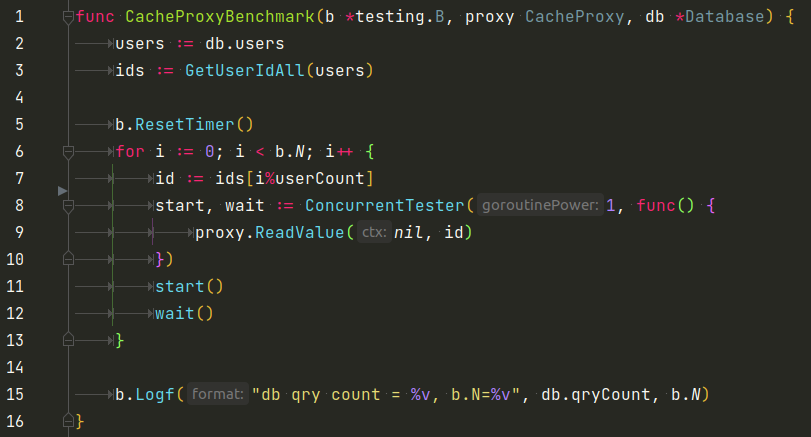 1 func CacheProxyBenchmark(b *testing.B, proxy CacheProxy, db *Database) {
2 users := db.users
3 ids := GetUserIdAll(users)
4
5 b.ResetTimer()
6 for i := 0; i < b.N; i++ {
7 id := ids[i%userCount]
8 start, wait := ConcurrentTester( goroutinePower: 1, func() {
9 proxy.ReadValue( ctx: nil, id)
10 })
11 start()
12 wait()
13 }
14
15 b.Logf( format: "db qry count = %v, b.N=%v", db.qryCount, b.N)
16 }